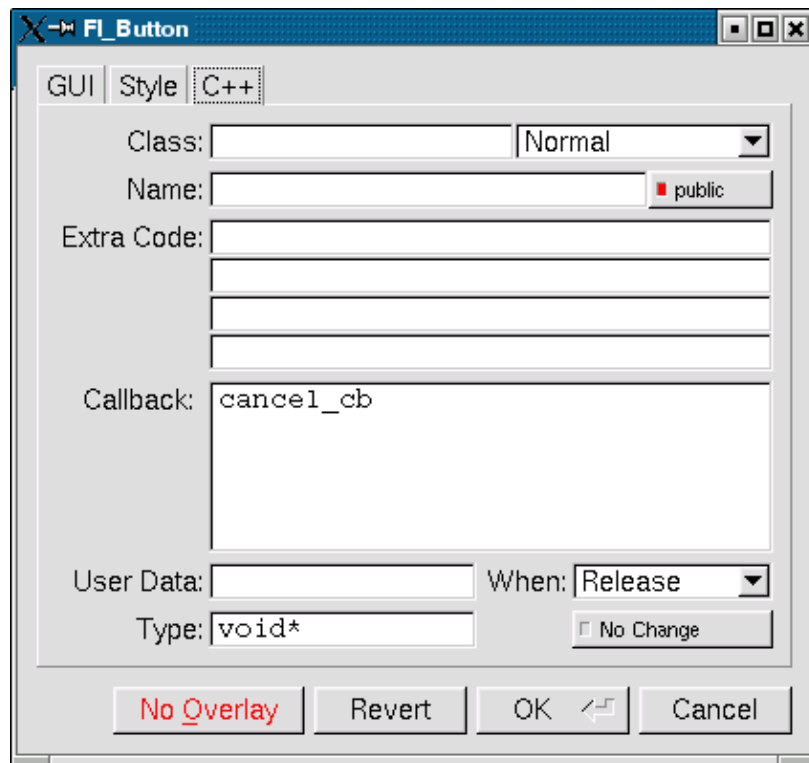 Fl_Button
GUI Style C++
Class: Normal
Name: public
Extra Code:
Callback: cancel_cb
User Data: When: Release
Type: void* No Change
No Overlay Revert OK Cancel